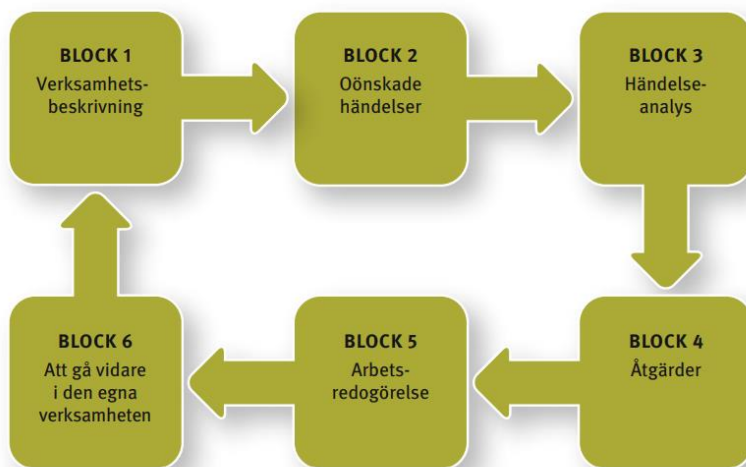 BLOCK 1
Verksamhets-
beskrivning
BLOCK 2
Oönskade
händelser
BLOCK 3
Händelse-
analys
BLOCK 4
Åtgärder
BLOCK 5
Arbets-
redogörelse
BLOCK 6
Att gå vidare
i den egna
verksamheten